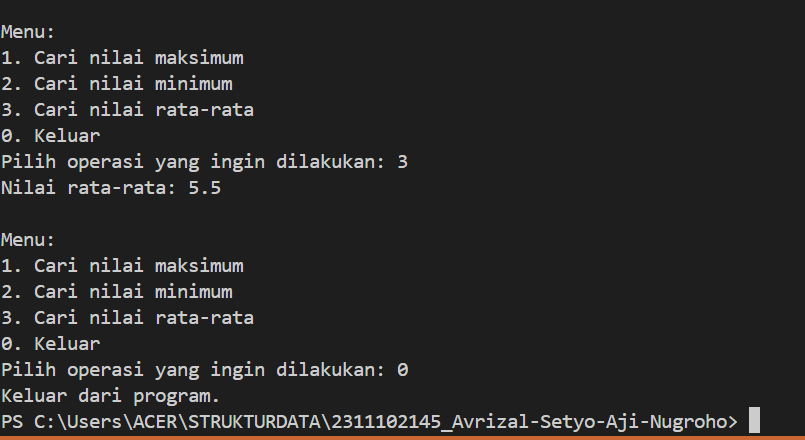 Menu:
1. Cari nilai maksimum
2. Cari nilai minimum
3. Cari nilai rata-rata
0. Keluar
Pilih operasi yang ingin dilakukan: 3
Nilai rata-rata: 5.5
Menu:
1. Cari nilai maksimum
2. Cari nilai minimum
3. Cari nilai rata-rata
0. Keluar
Pilih operasi yang ingin dilakukan: 0
Keluar dari program.
PS C:\Users\ACER\STRUKTURDATA\2311102145_Avrizal-Setyo-Aji-Nugroho>